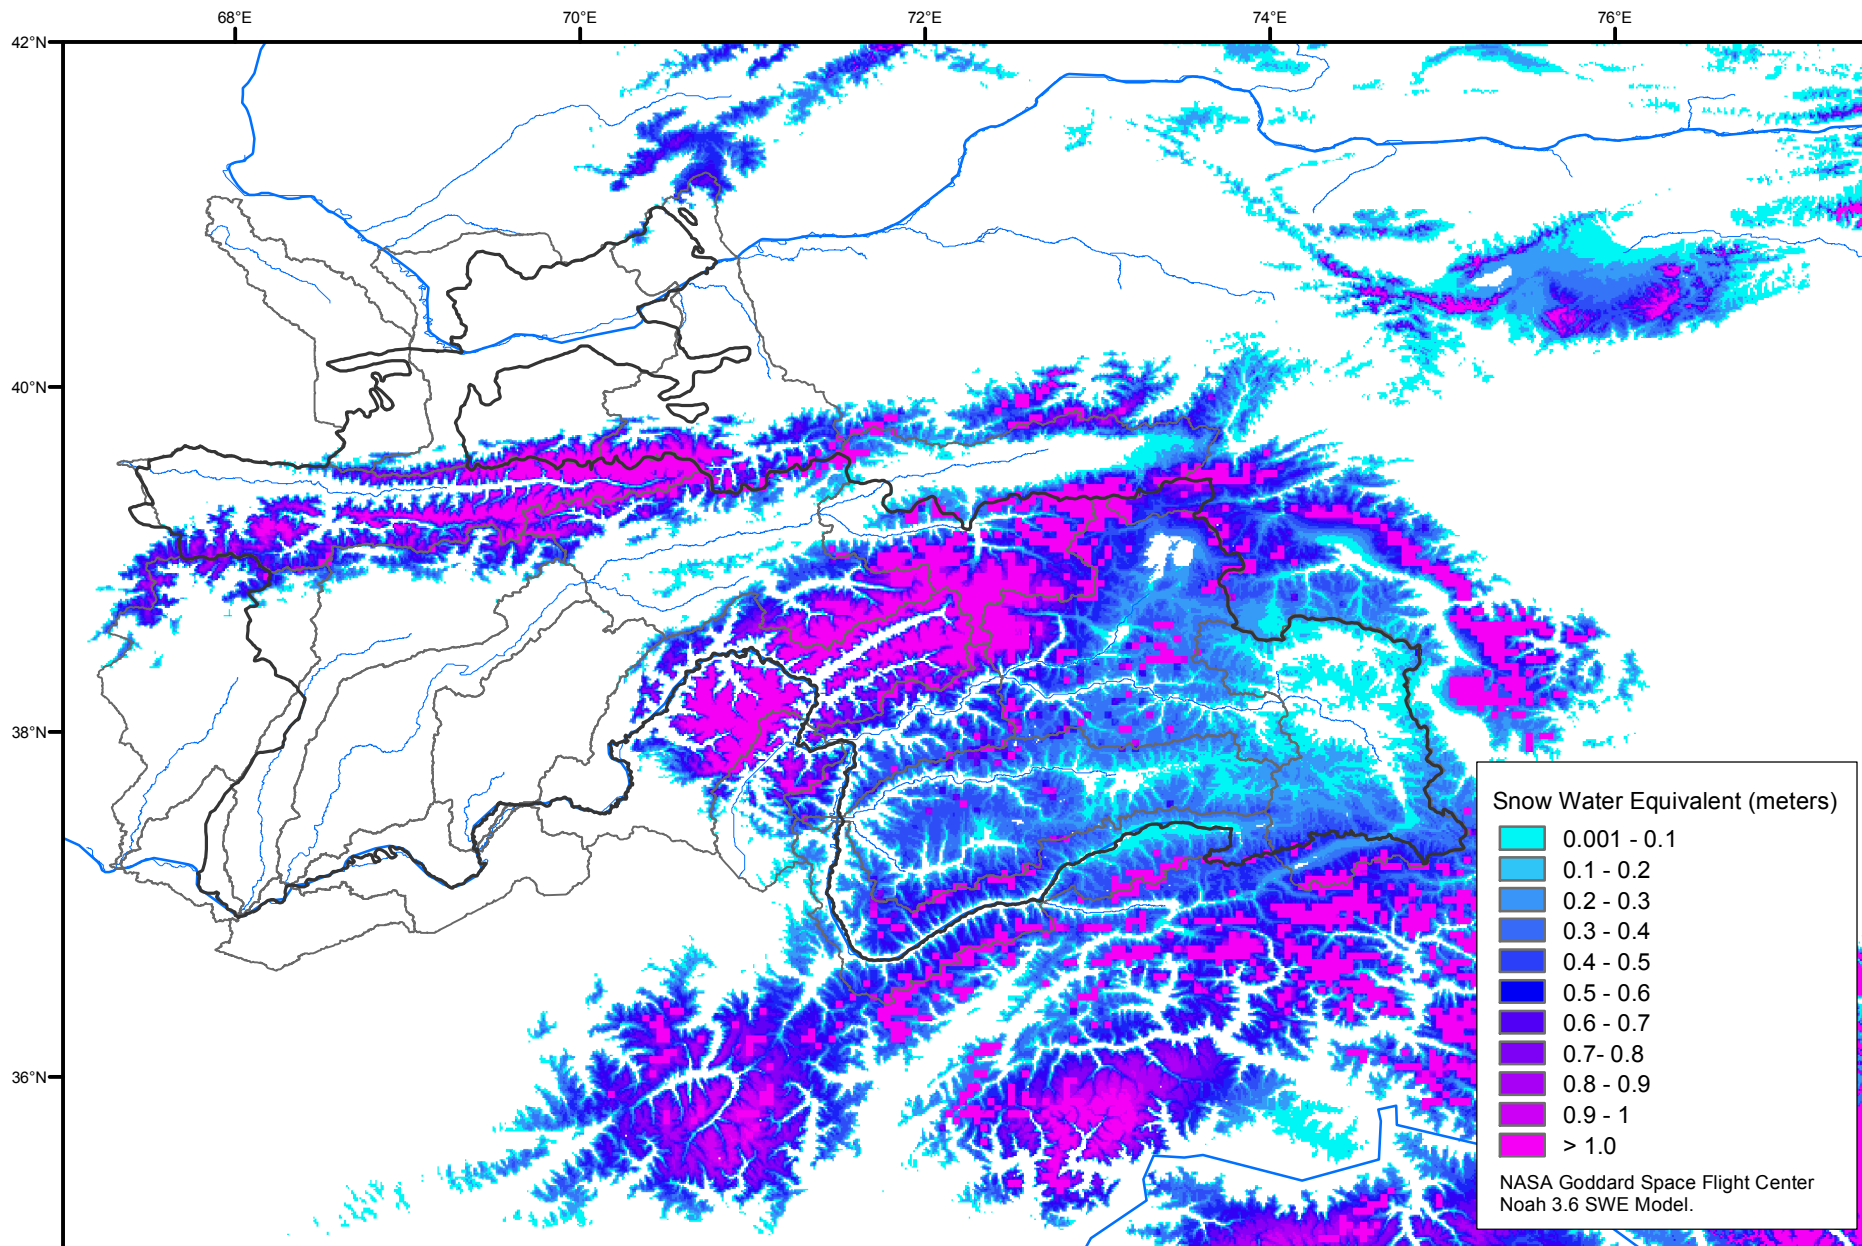 68°E
70°E
72°E
74°E
76°E
42°N
40°N
38°N
36°N
Snow Water Equivalent (meters)
0.001 - 0.1
0.1 - 0.2
0.2 - 0.3
0.3 - 0.4
0.4 - 0.5
0.5 - 0.6
0.6 - 0.7
0.7- 0.8
0.8 - 0.9
0.9 - 1
> 1.0
NASA Goddard Space Flight Center
Noah 3.6 SWE Model.